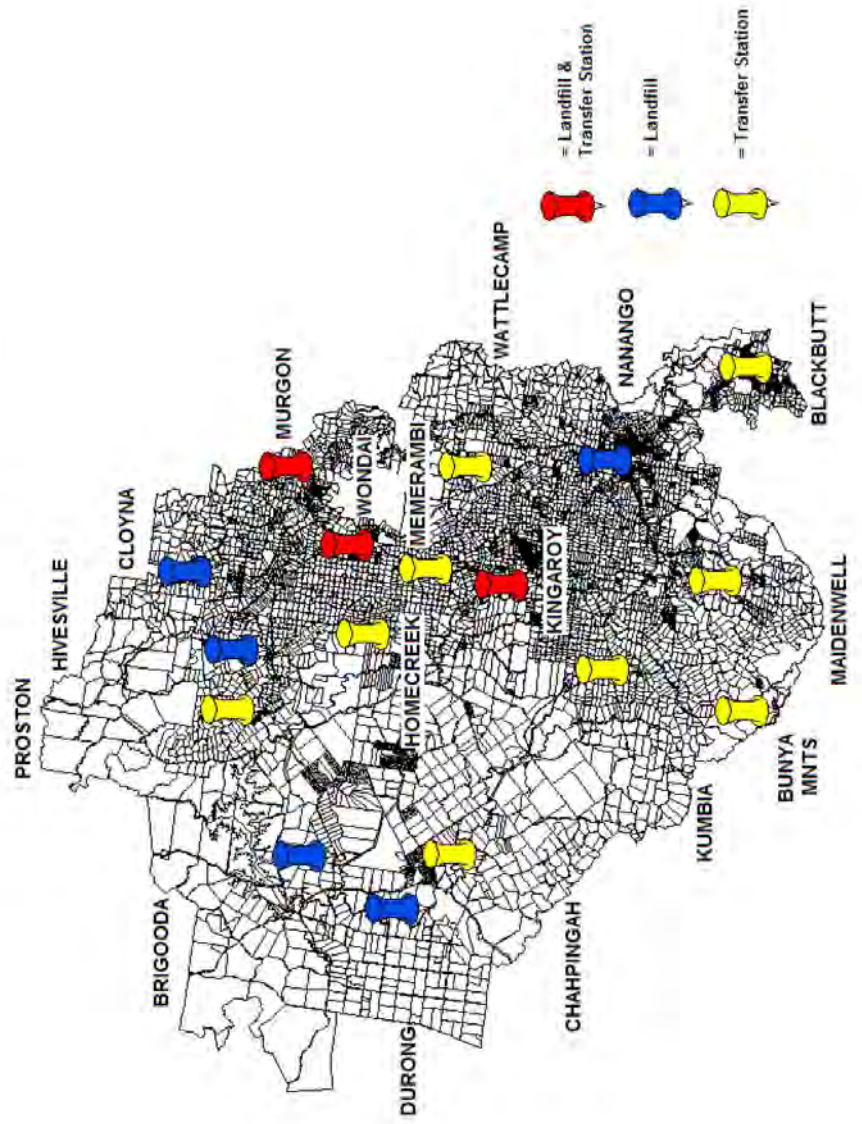 PROSTON
HIVESVILLE
CLOYNA
MURGON
BRIGOODA
WONDAI
HOMECREEK
MEMERAMBI
WATTLECAMP
DURONG
KINGAROY
NANANGO
CHAHPINGAH
KUMBIA
BUNYA
MNTS
MAIDENWELL
BLACKBUTT
= Landfill &
Transfer Station
= Landfill
= Transfer Station